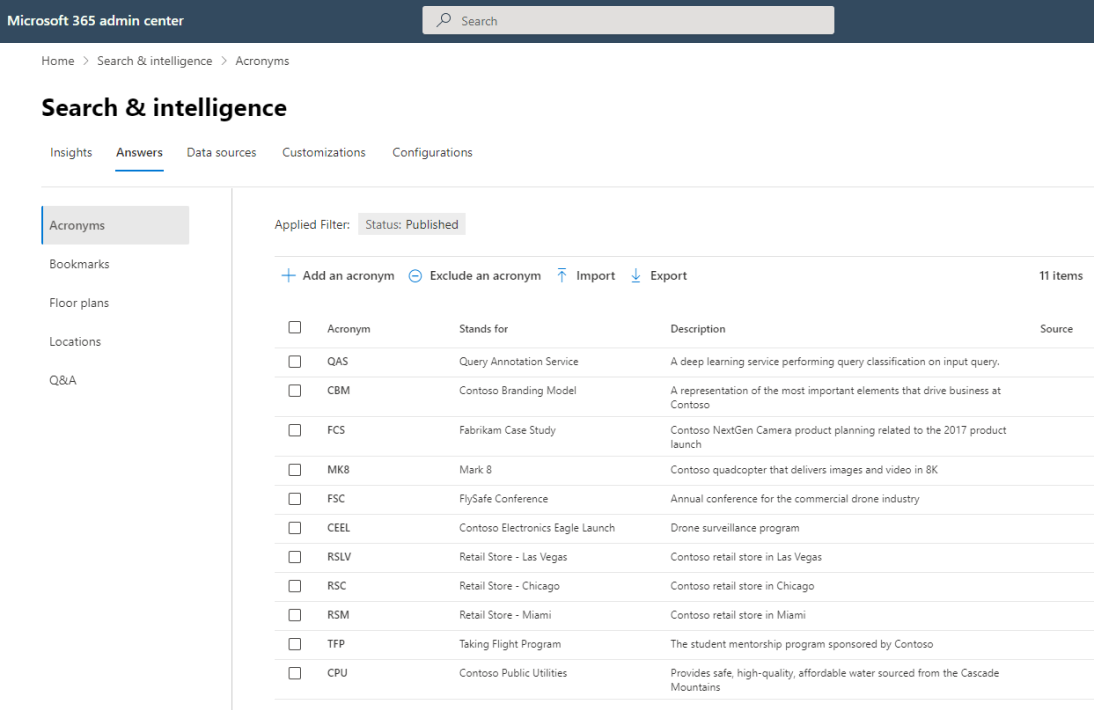 Microsoft 365 admin center
Search
Home > Search & intelligence > Acronyms
Search & intelligence
Insights Answers Data sources Customizations Configurations
Acronyms
Bookmarks
Floor plans
Locations
Q&A
Applied Filter: Status: Published
Add an acronym Exclude an acronym Import Export 11 items
Acronym Stands for Description Source
QAS Query Annotation Service A deep learning service performing query classification on input query.
CBM Contoso Branding Model A representation of the most important elements that drive business at
Contoso
FCS Fabrikam Case Study Contoso NextGen Camera product planning related to the 2017 product
launch
MK8 Mark 8 Contoso quadcopter that delivers images and video in 8K
FSC FlySafe Conference Annual conference for the commercial drone industry
CEEL Contoso Electronics Eagle Launch Drone surveillance program
RSLV Retail Store - Las Vegas Contoso retail store in Las Vegas
RSC Retail Store - Chicago Contoso retail store in Chicago
RSM Retail Store - Miami Contoso retail store in Miami
TFP Taking Flight Program The student mentorship program sponsored by Contoso
CPU Contoso Public Utilities Provides safe, high-quality, affordable water sourced from the Cascade
Mountains